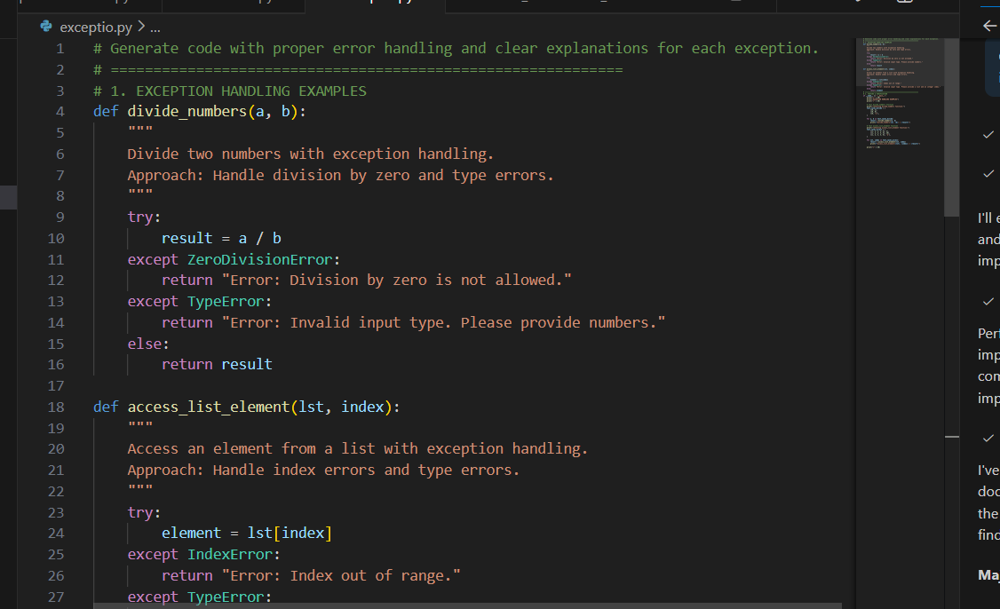 exceptio.py > ...
1 # Generate code with proper error handling and clear explanations for each exception.
2 # ============================================================
3 # 1. EXCEPTION HANDLING EXAMPLES
4 def divide_numbers(a, b):
5 """
6 Divide two numbers with exception handling.
7 Approach: Handle division by zero and type errors.
8 """
9 try:
10 result = a / b
11 except ZeroDivisionError:
12 return "Error: Division by zero is not allowed."
13 except TypeError:
14 return "Error: Invalid input type. Please provide numbers."
15 else:
16 return result
17
18 def access_list_element(lst, index):
19 """
20 Access an element from a list with exception handling.
21 Approach: Handle index errors and type errors.
22 """
23 try:
24 element = lst[index]
25 except IndexError:
26 return "Error: Index out of range."
27 except TypeError:
I'll
and
imp
imp
com
imp
I've
doc
the